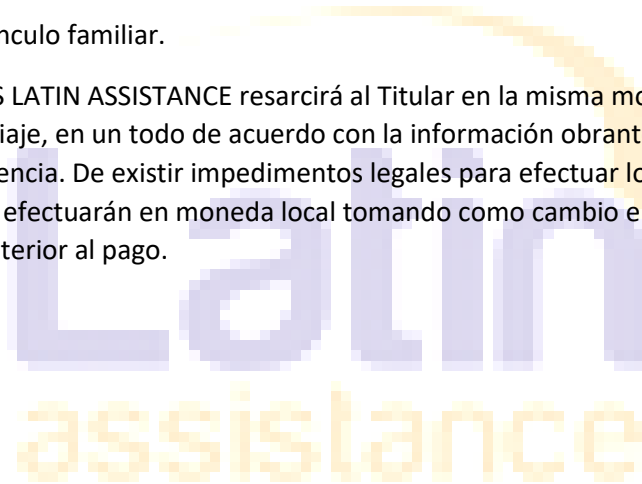 nculo familiar.
S LATIN ASSISTANCE resarcirá al Titular en la misma mo
iaje, en un todo de acuerdo con la información obrant
encia. De existir impedimentos legales para efectuar lo
efectuarán en moneda local tomando como cambio e
terior al pago.
Latin
assistance